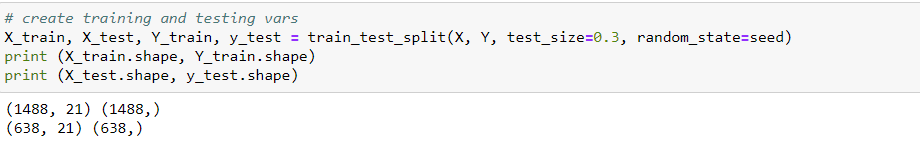 # create training and testing vars
X_train, X_test, Y_train, y_test = train_test_split(X, Y, test_size=0.3, random_state=seed)
print (X_train.shape, Y_train.shape)
print (X_test.shape, y_test.shape)
(1488, 21) (1488,)
(638, 21) (638,)